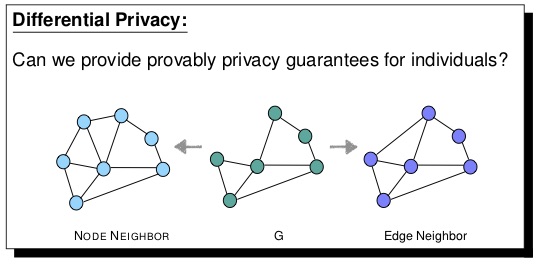 Differential Privacy:
Can we provide provably privacy guarantees for individuals?
NODE NEIGHBOR G Edge Neighbor